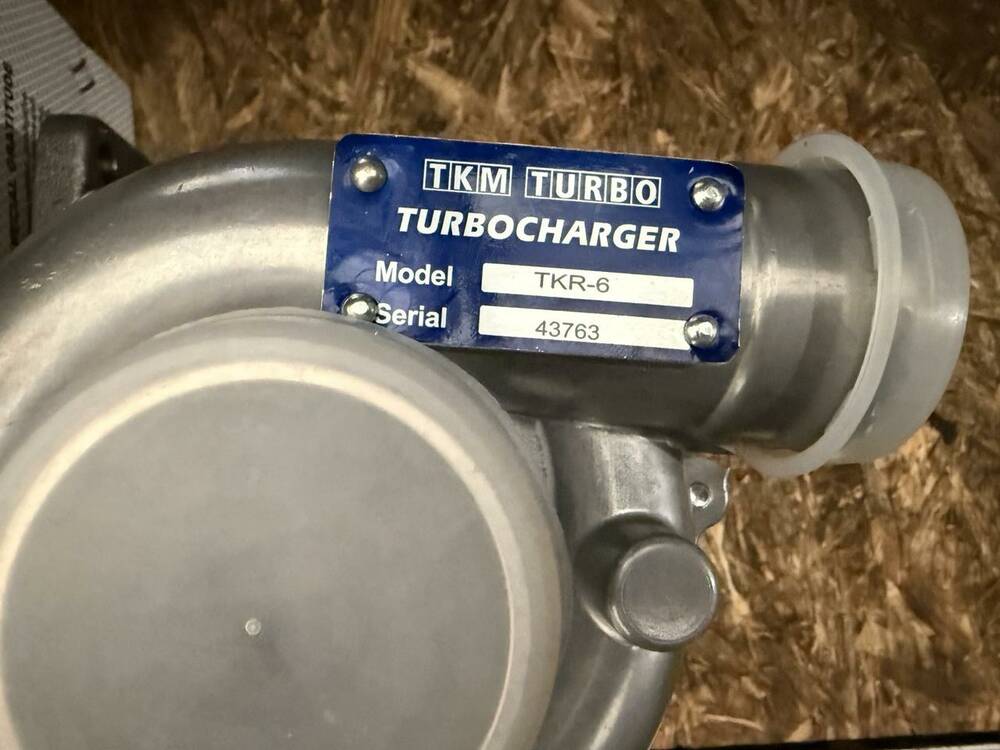 TKM TURBO
TURBOCHARGER
Model TKR-6
Serial 43763